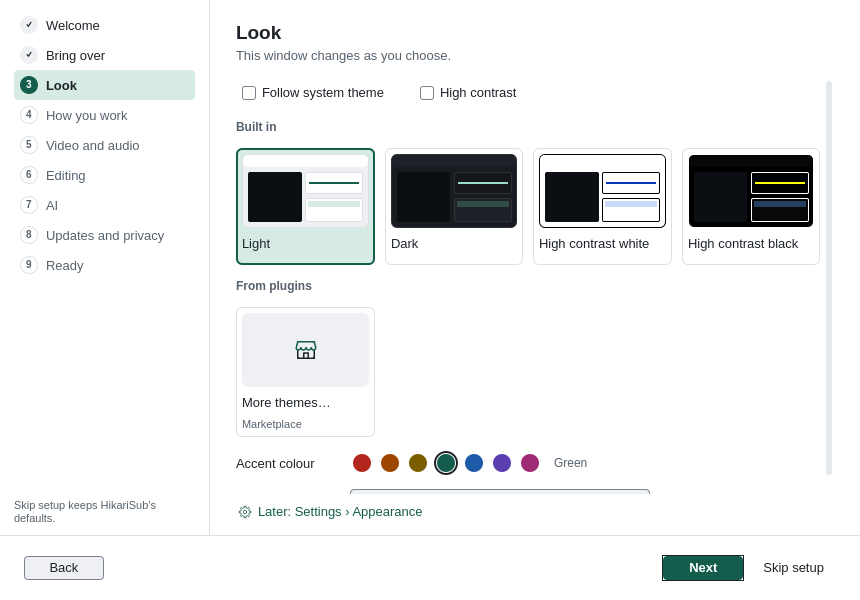 Welcome
Bring over
3 Look
4 How you work
5 Video and audio
6 Editing
7 AI
8 Updates and privacy
9 Ready
Skip setup keeps HikariSub's
defaults.
Look
This window changes as you choose.
Follow system theme
High contrast
Built in
Light
Dark
High contrast white
High contrast black
From plugins
More themes…
Marketplace
Accent colour
Green
Later: Settings › Appearance
Back
Next
Skip setup